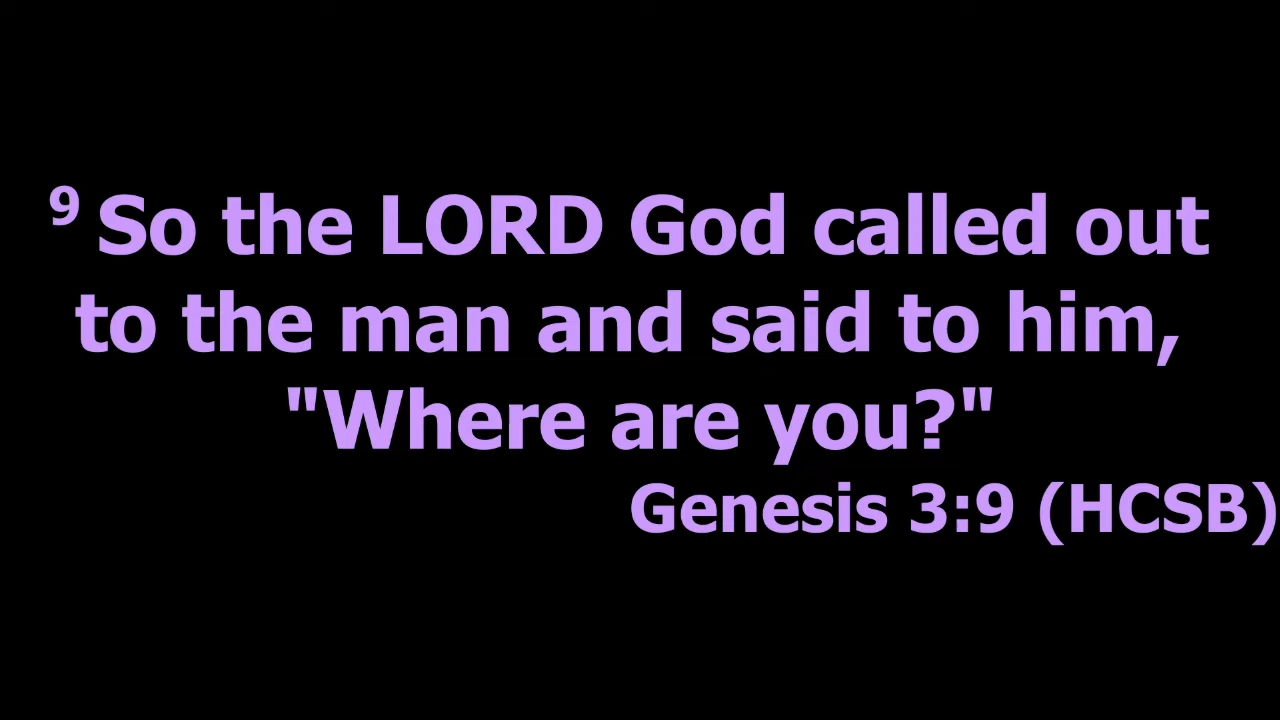 9 So the LORD God called out
to the man and said to him,
"Where are you?"
Genesis 3:9 (HCSB)